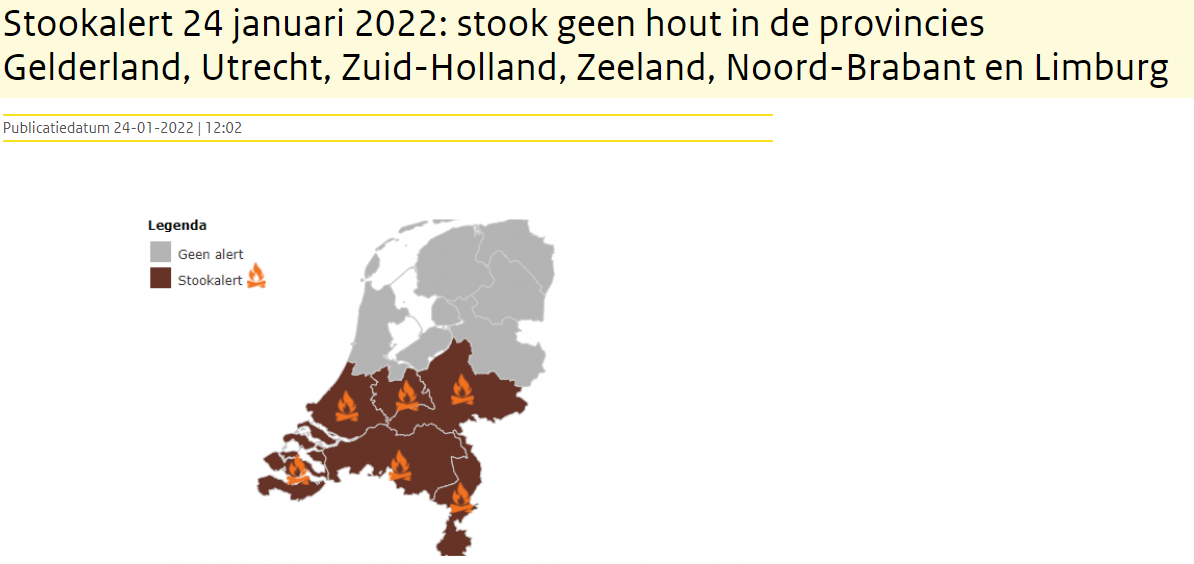 Stookalert 24 januari 2022: stook geen hout in de provincies
Gelderland, Utrecht, Zuid-Holland, Zeeland, Noord-Brabant en Limburg
Publicatiedatum 24-01-2022 | 12:02
Legenda
Geen alert
Stookalert